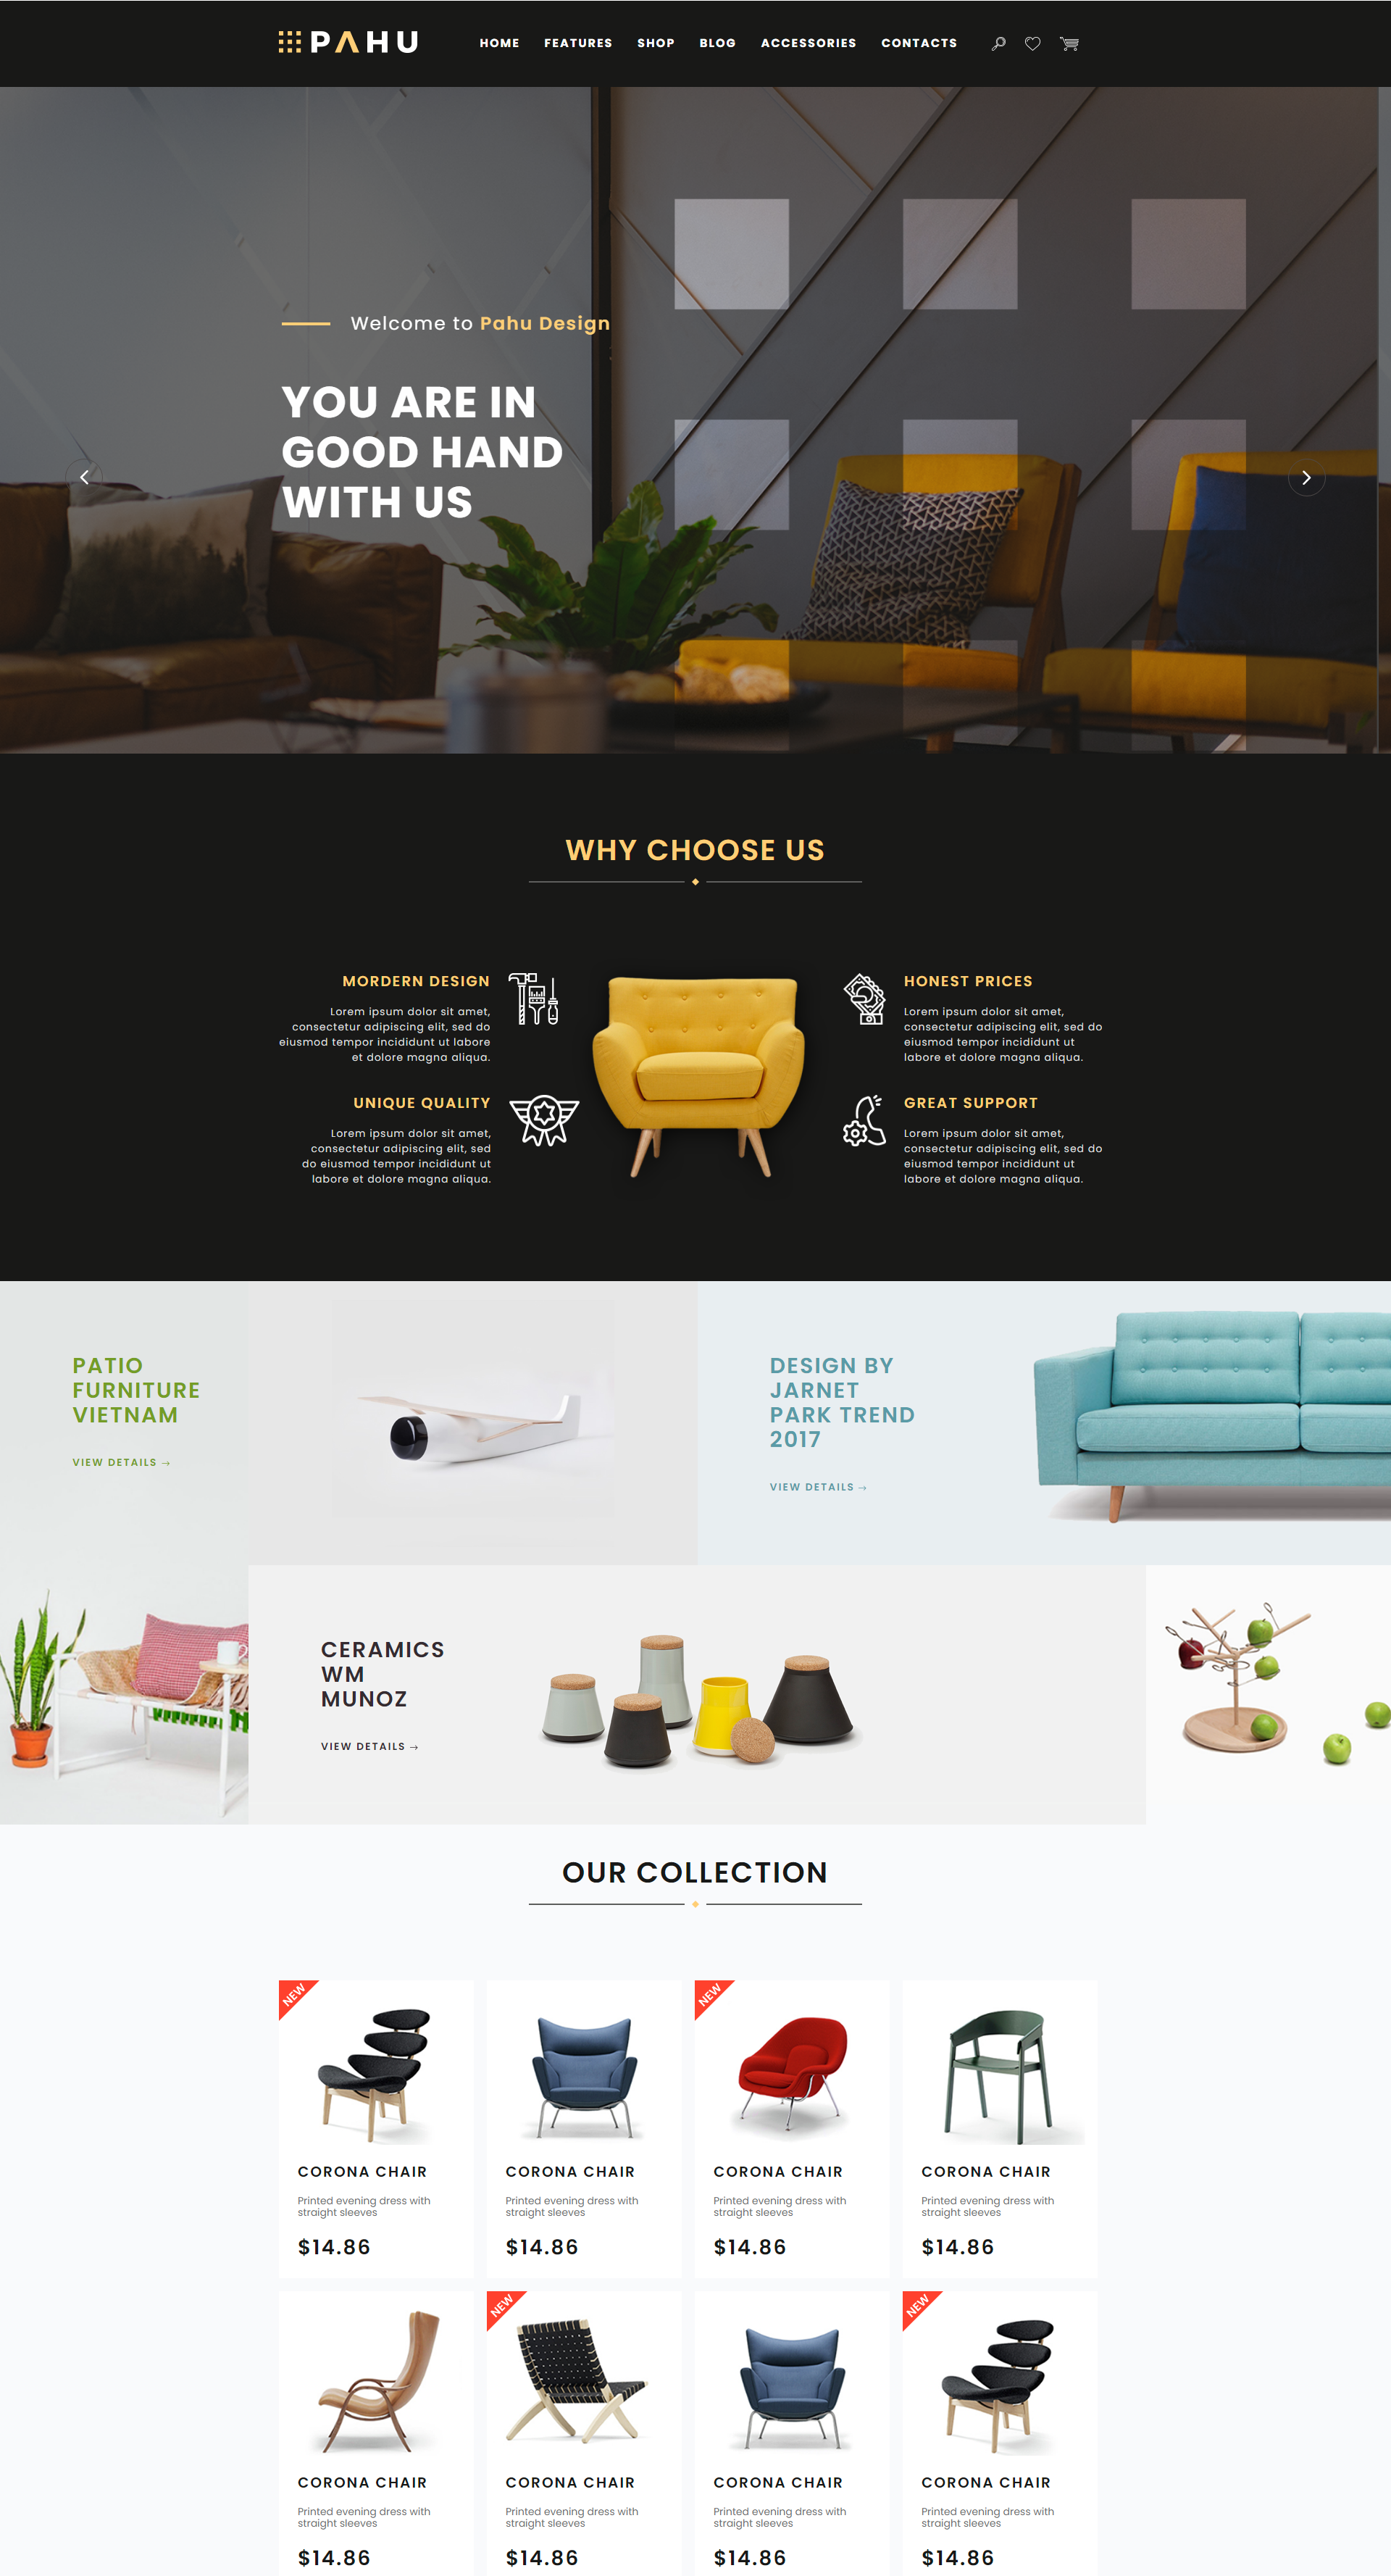 PAHU
HOME FEATURES SHOP BLOG ACCESSORIES CONTACTS
Welcome to Pahu Design
YOU ARE IN
GOOD HAND
WITH US
WHY CHOOSE US
MORDERN DESIGN
Lorem ipsum dolor sit amet,
consectetur adipiscing elit, sed do
eiusmod tempor incididunt ut labore
et dolore magna aliqua.
HONEST PRICES
Lorem ipsum dolor sit amet,
consectetur adipiscing elit, sed do
eiusmod tempor incididunt ut
labore et dolore magna aliqua.
UNIQUE QUALITY
Lorem ipsum dolor sit amet,
consectetur adipiscing elit, sed
do eiusmod tempor incididunt ut
labore et dolore magna aliqua.
GREAT SUPPORT
Lorem ipsum dolor sit amet,
consectetur adipiscing elit, sed do
eiusmod tempor incididunt ut
labore et dolore magna aliqua.
PATIO
FURNITURE
VIETNAM
VIEW DETAILS →
DESIGN BY
JARNET
PARK TREND
2017
VIEW DETAILS →
CERAMICS
WM
MUNOZ
VIEW DETAILS →
OUR COLLECTION
NEW
CORONA CHAIR
Printed evening dress with
straight sleeves
$14.86
CORONA CHAIR
Printed evening dress with
straight sleeves
$14.86
NEW
CORONA CHAIR
Printed evening dress with
straight sleeves
$14.86
CORONA CHAIR
Printed evening dress with
straight sleeves
$14.86
CORONA CHAIR
Printed evening dress with
straight sleeves
$14.86
NEW
CORONA CHAIR
Printed evening dress with
straight sleeves
$14.86
CORONA CHAIR
Printed evening dress with
straight sleeves
$14.86
NEW
CORONA CHAIR
Printed evening dress with
straight sleeves
$14.86